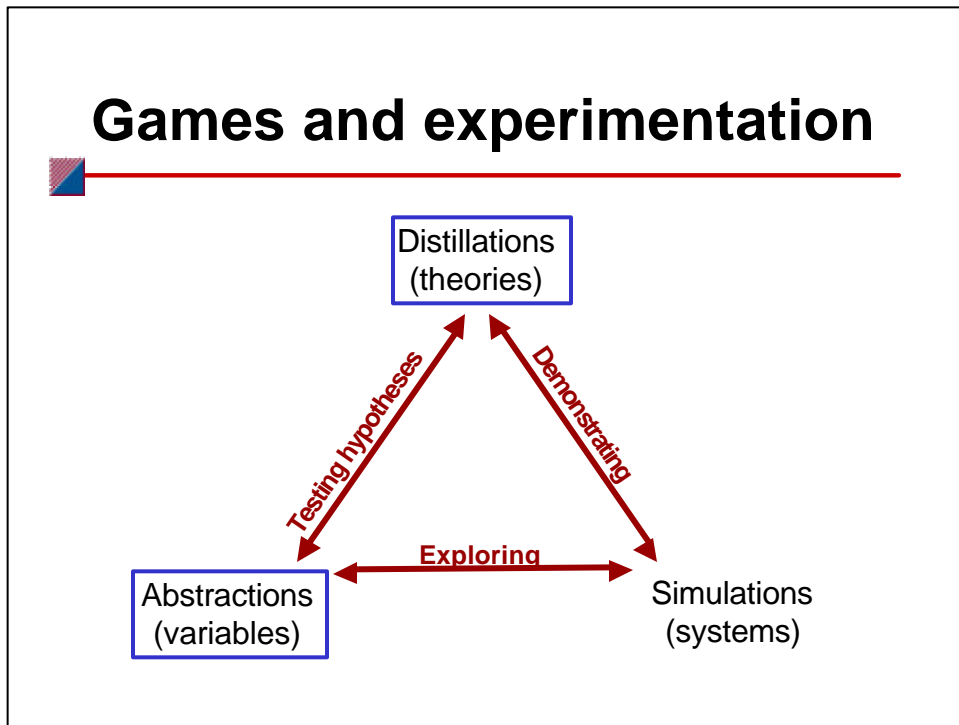 Games and experimentation
Distillations
(theories)
Testing hypotheses
Demonstrating
Exploring
Abstractions
(variables)
Simulations
(systems)